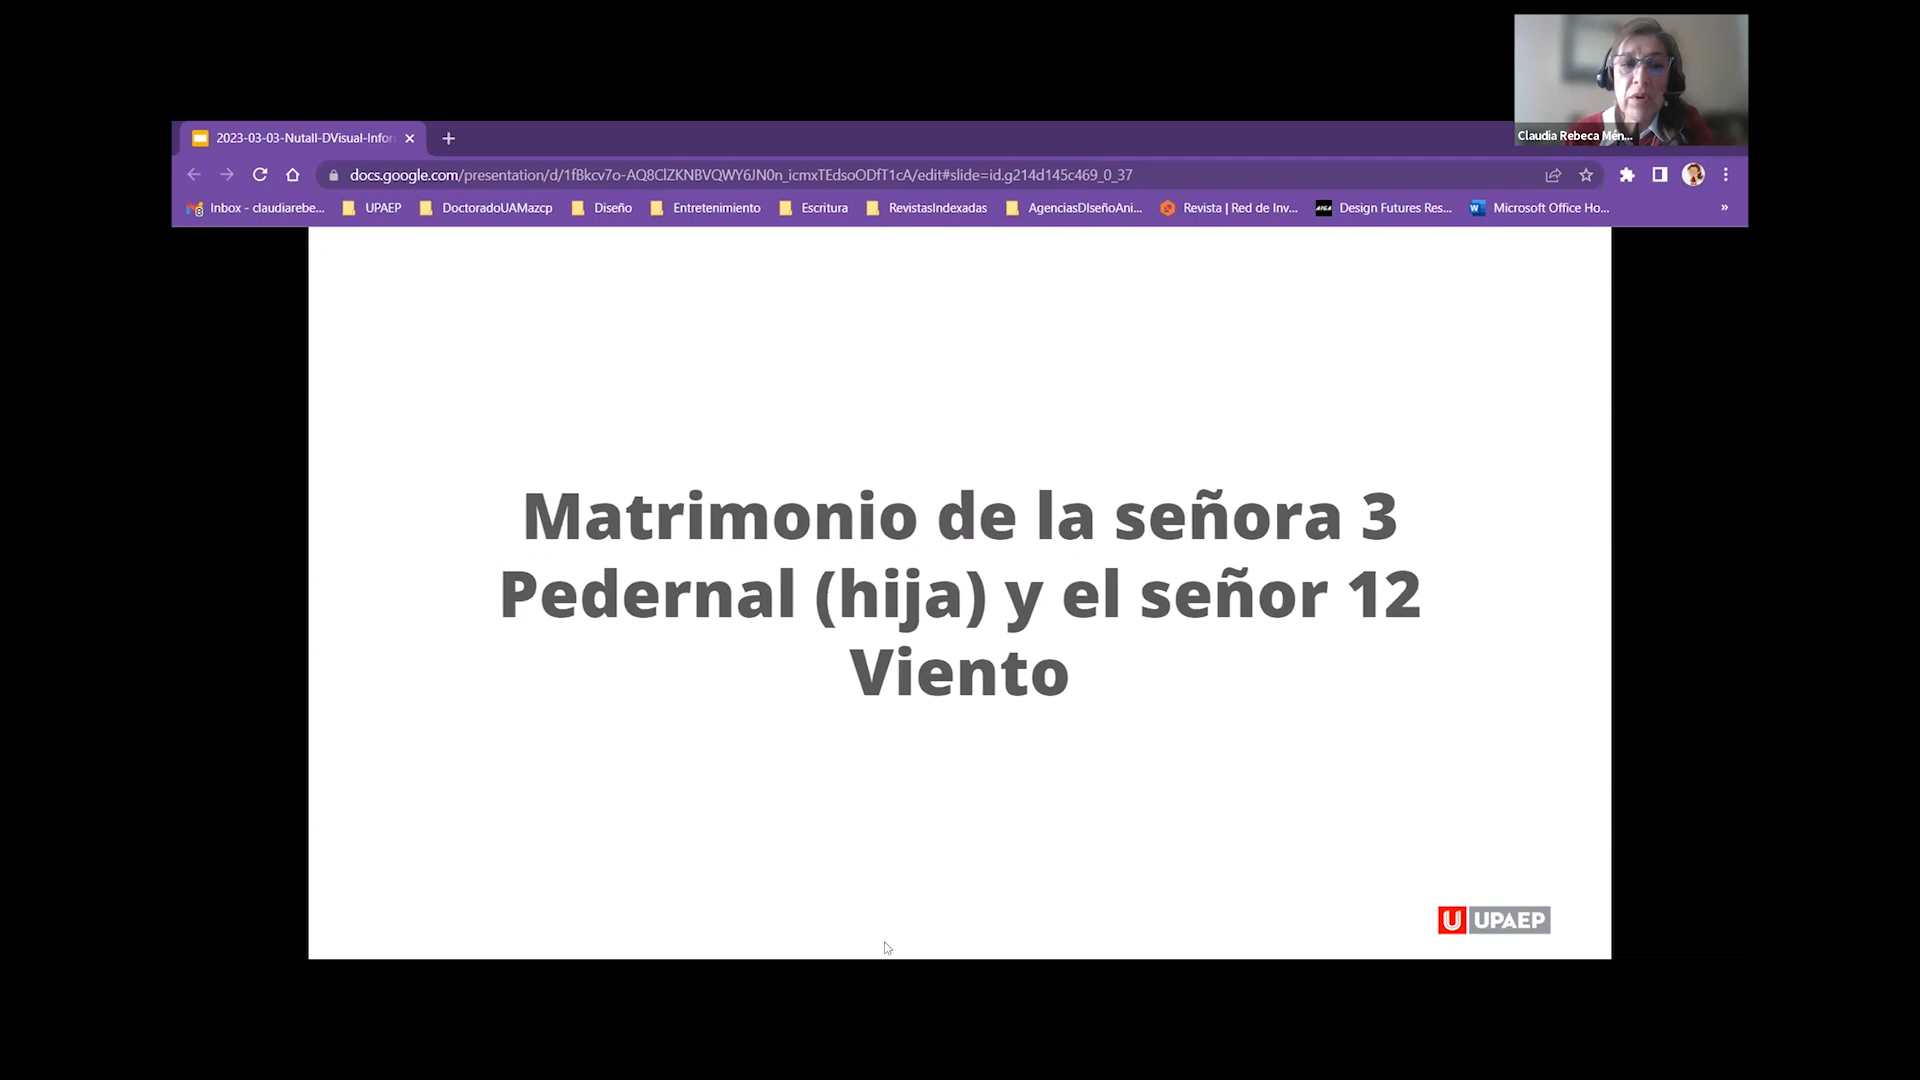 Claudia Rebeca Mén...
2023-03-03-Nutall-DVisual-Infor
docs.google.com/presentation/d/1fBkcv7o-AQ8ClZKNBVQWY6JN0n_icmxTEdsoODfT1cA/edit#slide=id.g214d145c469_0_37
Inbox - claudiarebe... UPAEP DoctoradoUAMazcp Diseño Entretenimiento Escritura RevistasIndexadas AgenciasDIseñoAni... Revista | Red de Inv... Design Futures Res... Microsoft Office Ho... »
Matrimonio de la señora 3
Pedernal (hija) y el señor 12
Viento
U UPAEP